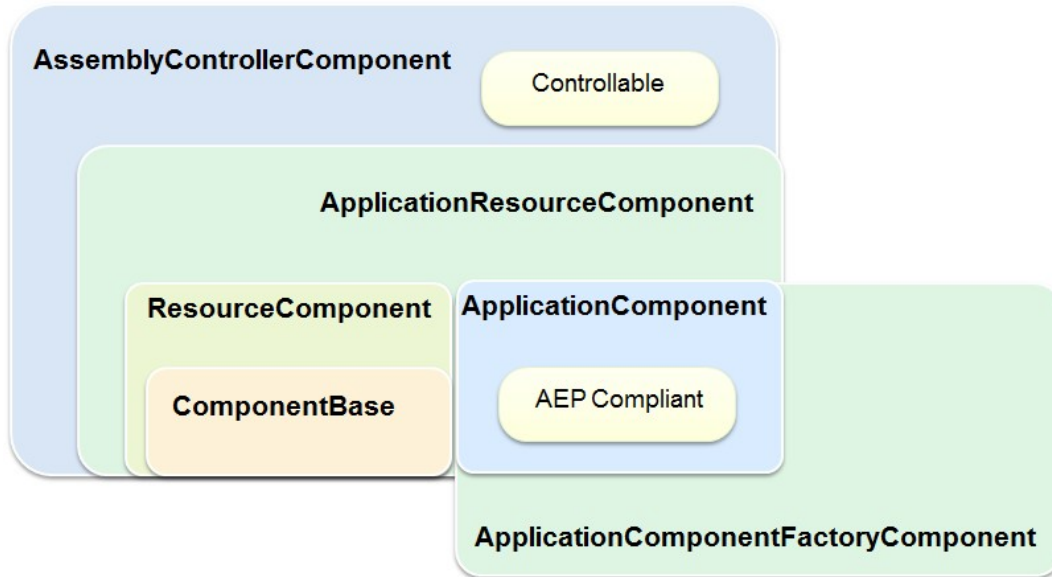 AssemblyControllerComponent
Controllable
ApplicationResourceComponent
ResourceComponent
ApplicationComponent
ComponentBase
AEP Compliant
ApplicationComponentFactoryComponent